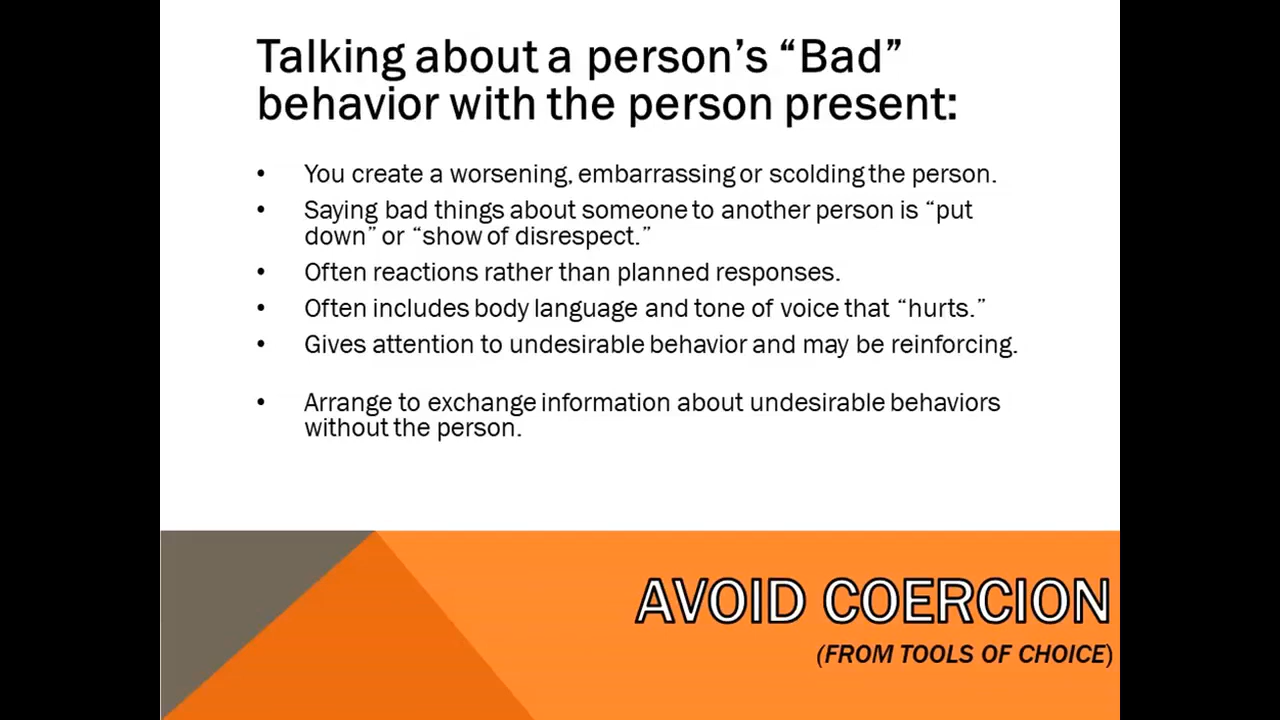 Talking about a person’s “Bad”
behavior with the person present:
• You create a worsening, embarrassing or scolding the person.
• Saying bad things about someone to another person is “put
down” or “show of disrespect.”
• Often reactions rather than planned responses.
• Often includes body language and tone of voice that “hurts.”
• Gives attention to undesirable behavior and may be reinforcing.
• Arrange to exchange information about undesirable behaviors
without the person.
AVOID COERCION
(FROM TOOLS OF CHOICE)